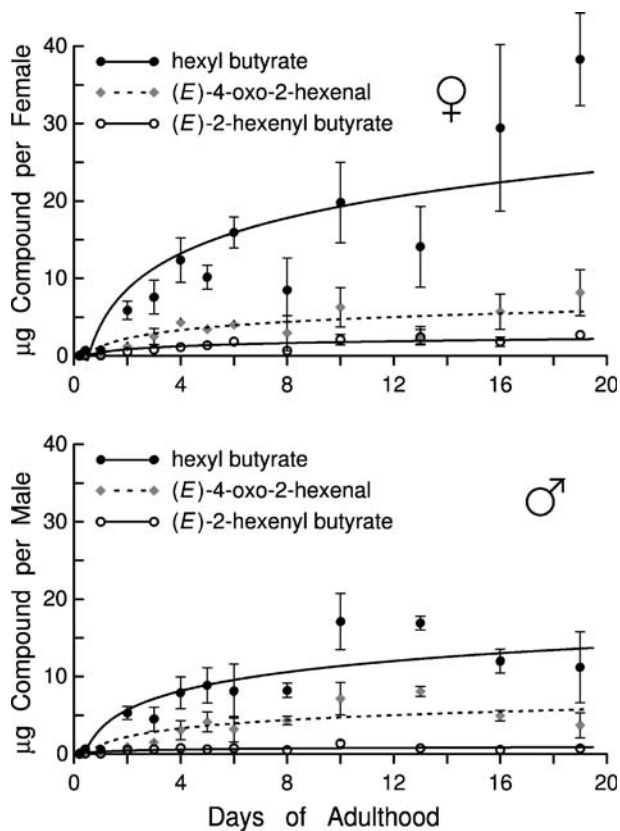 40
30
20
10
0
µg Compound per Female
hexyl butyrate
(E)-4-oxo-2-hexenal
(E)-2-hexenyl butyrate
♀
0 4 8 12 16 20
40
30
20
10
0
µg Compound per Male
hexyl butyrate
(E)-4-oxo-2-hexenal
(E)-2-hexenyl butyrate
♂
0 4 8 12 16 20
Days of Adulthood